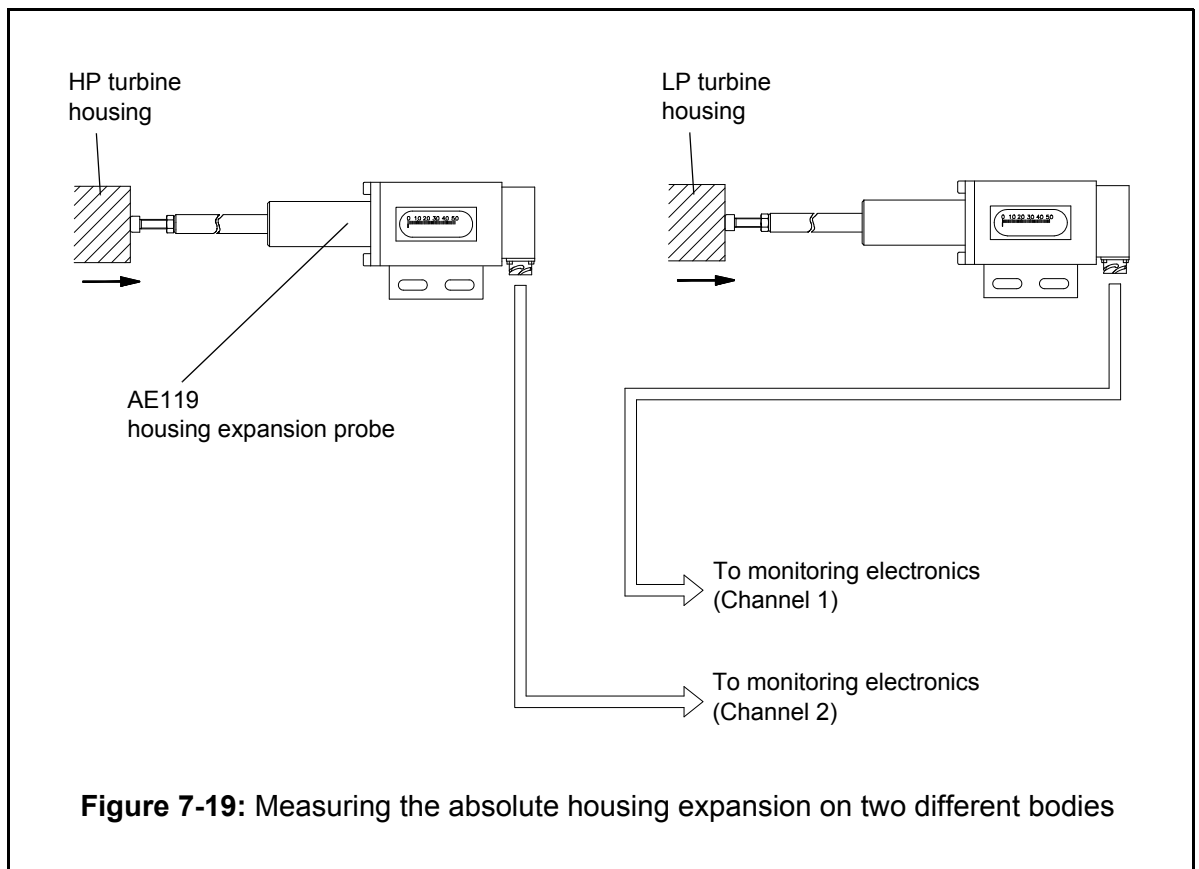 HP turbine
housing
LP turbine
housing
0 10 20 30 40 50
0 10 20 30 40 50
AE119
housing expansion probe
To monitoring electronics
(Channel 1)
To monitoring electronics
(Channel 2)
Figure 7-19: Measuring the absolute housing expansion on two different bodies